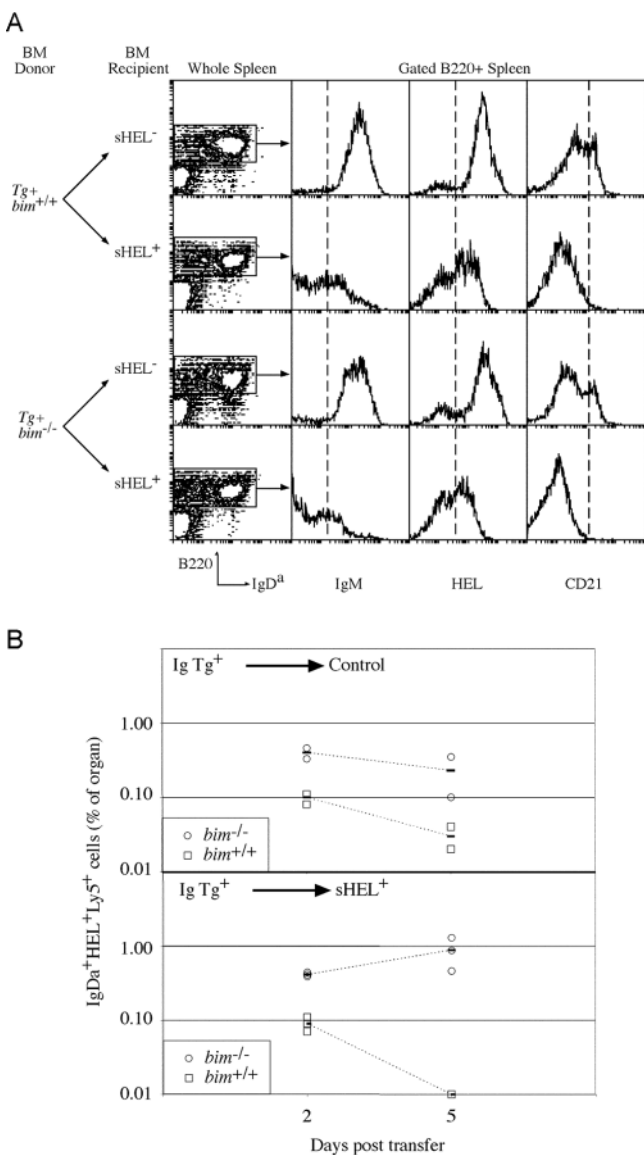 A
BM Donor
BM Recipient
Whole Spleen
Gated B220+ Spleen
sHEL-
Tg+
bim+/+
sHEL+
sHEL-
Tg+
bim-/-
sHEL+
B220
IgDa
IgM
HEL
CD21
B
Ig Tg+ Control
1.00
0.10
0.01
bim-/-
bim+/+
Ig Tg+ sHEL+
1.00
0.10
0.01
bim-/-
bim+/+
IgDa+HEL+Ly5+ cells (% of organ)
2 5
Days post transfer